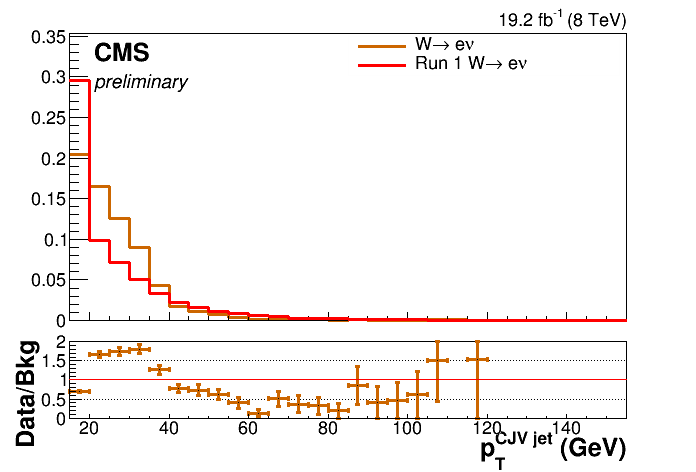 19.2 fb⁻¹ (8 TeV)
CMS
preliminary
W→ eν
Run 1 W→ eν
0.35
0.3
0.25
0.2
0.15
0.1
0.05
0
Data/Bkg
2
1.5
1
0.5
0
20 40 60 80 100 120 140
p_T^CJV jet (GeV)